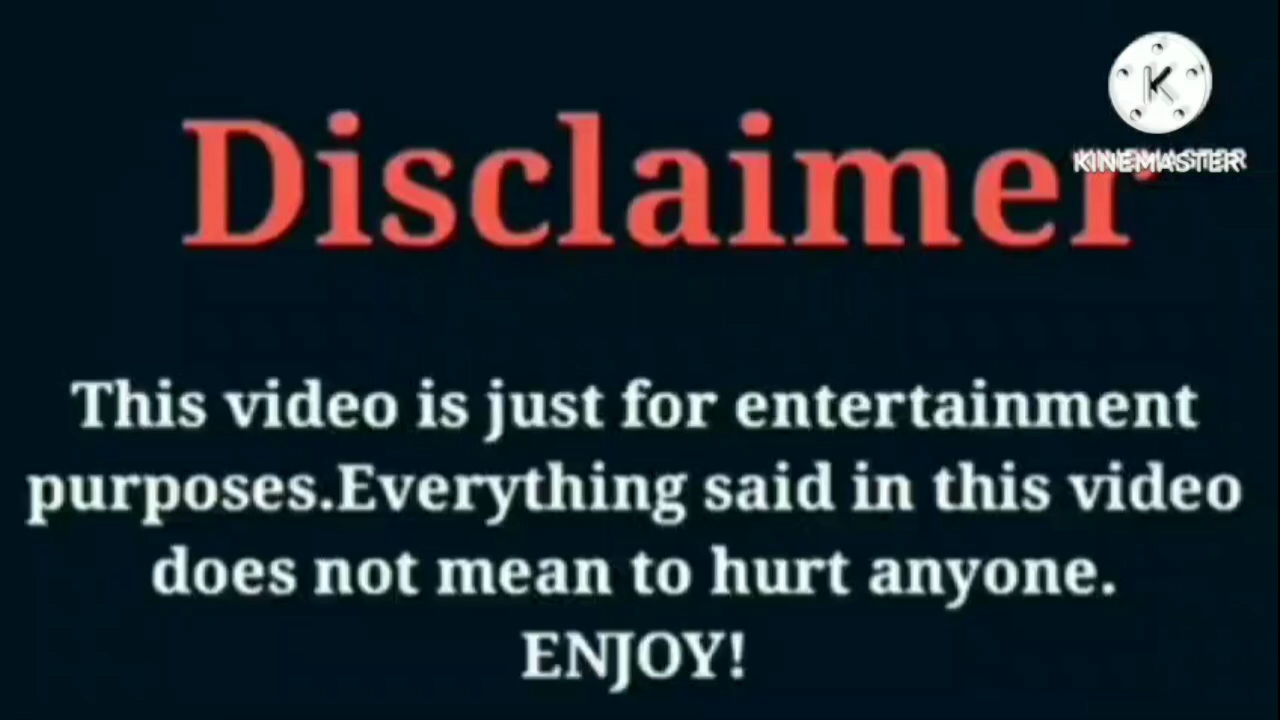 K
KINEMASTER
Disclaimer
This video is just for entertainment
purposes.Everything said in this video
does not mean to hurt anyone.
ENJOY!